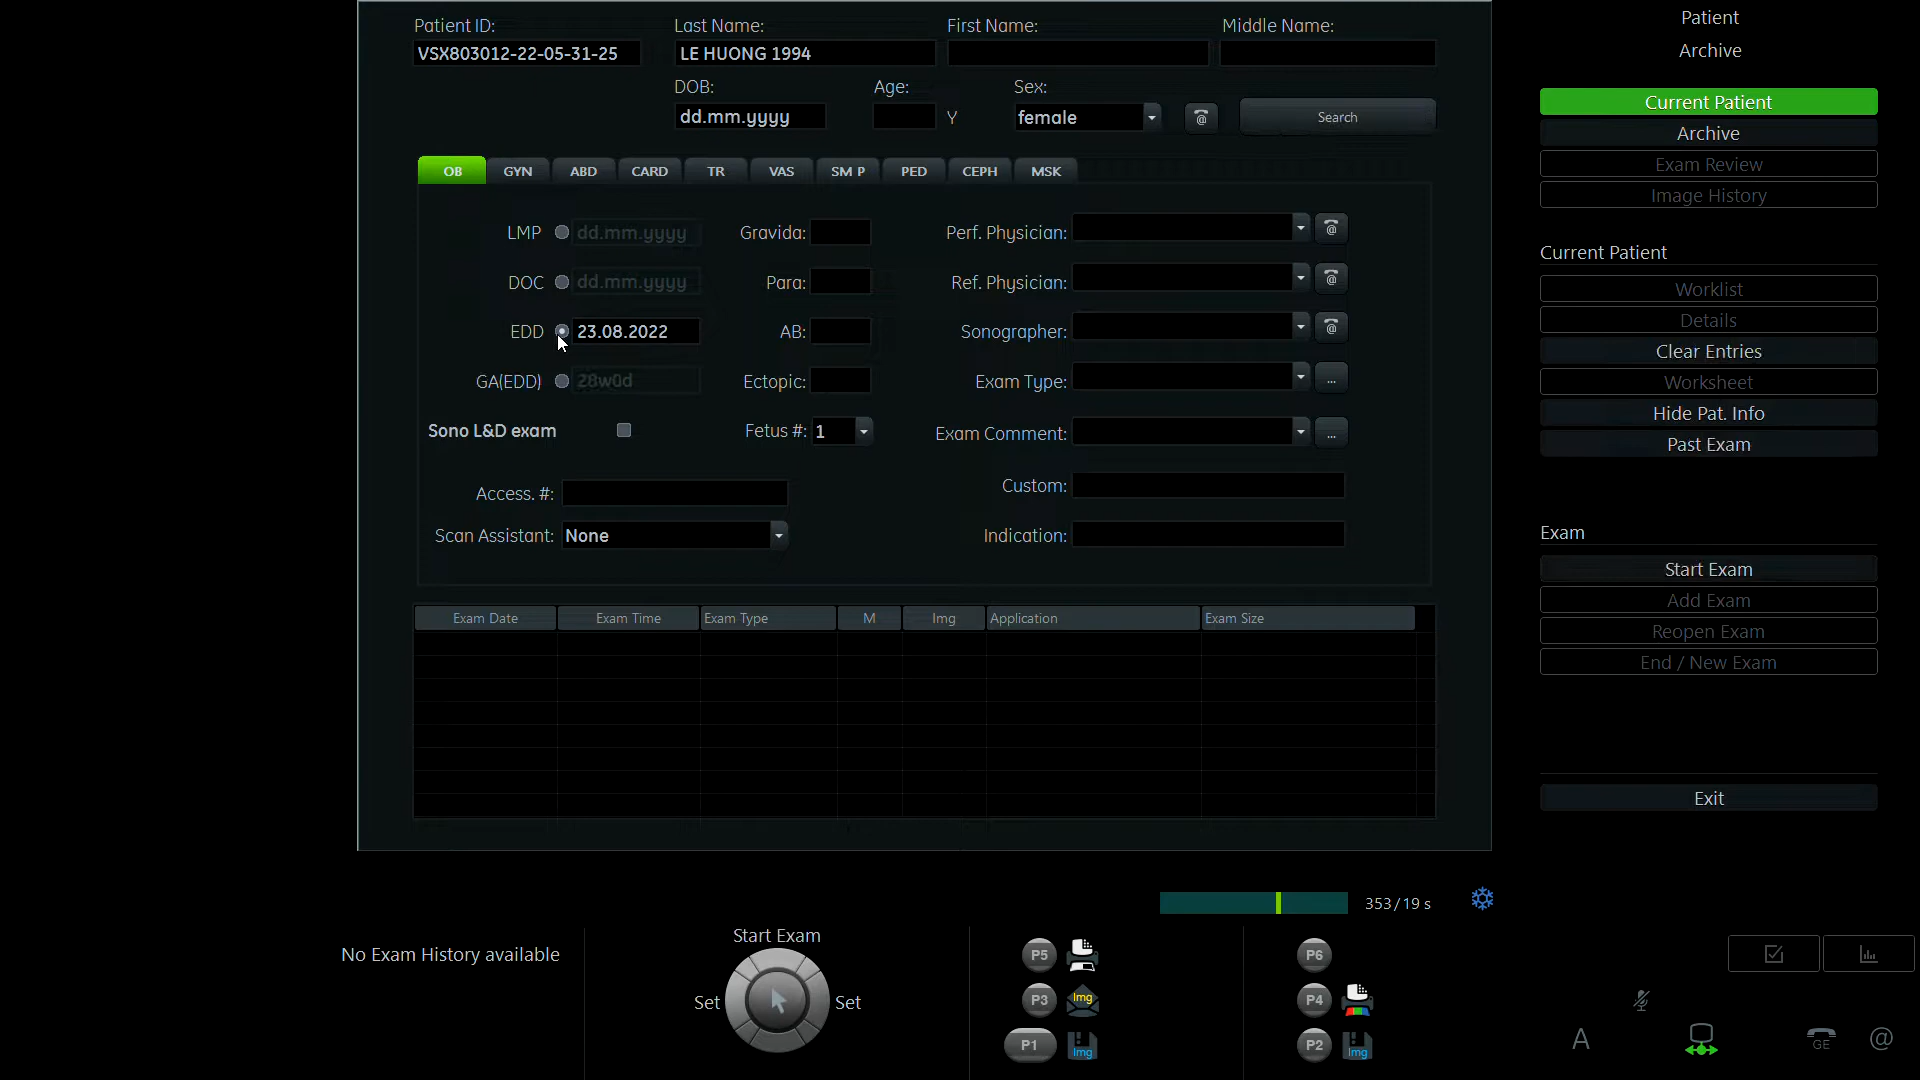 Patient ID: Last Name: First Name: Middle Name:
VSX803012-22-05-31-25 LE HUONG 1994
DOB: Age: Sex:
dd.mm.yyyy Y female Search
OB GYN ABD CARD TR VAS SM P PED CEPH MSK
LMP dd.mm.yyyy Gravida: Perf. Physician:
DOC dd.mm.yyyy Para: Ref. Physician:
EDD 23.08.2022 AB: Sonographer:
GA(EDD) 28w0d Ectopic: Exam Type: ...
Sono L&D exam Fetus #: 1 Exam Comment: ...
Access. #: Custom:
Scan Assistant: None Indication:
Exam Date Exam Time Exam Type M Img Application Exam Size
353/19 s
Patient
Archive
Current Patient
Archive
Exam Review
Image History
Current Patient
Worklist
Details
Clear Entries
Worksheet
Hide Pat. Info
Past Exam
Exam
Start Exam
Add Exam
Reopen Exam
End / New Exam
Exit
No Exam History available
Start Exam
Set Set
P5 P6
P3 Img P4
P1 Img P2 Img
A GE @